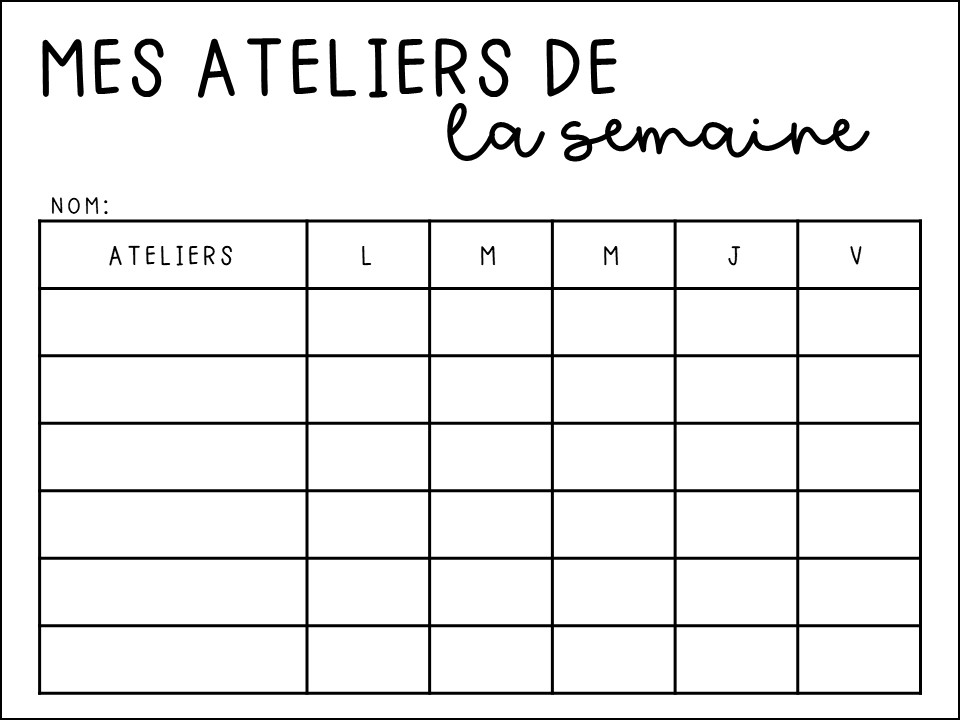 MES ATELIERS DE
la semaine
NOM:
ATELIERS L M M J V